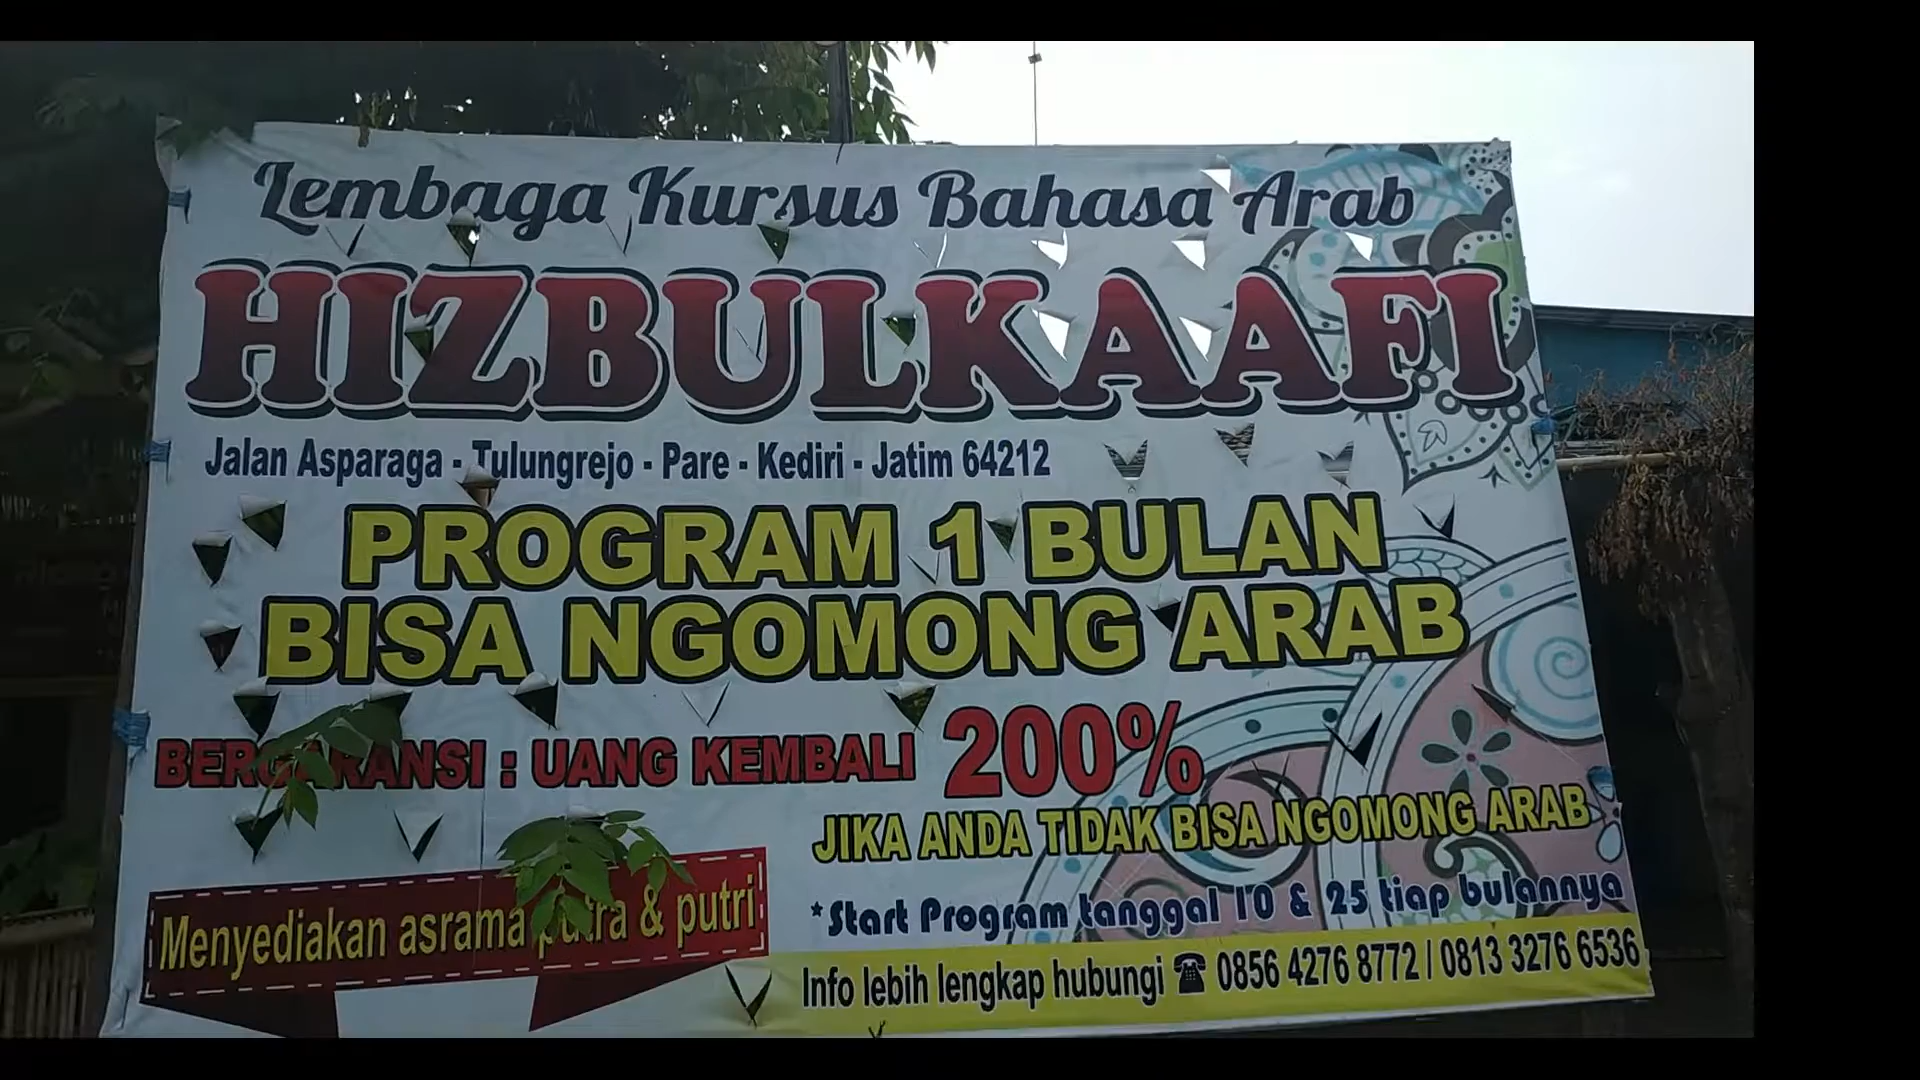 Lembaga Kursus Bahasa Arab
HIZBULKAAFI
Jalan Asparaga - Tulungrejo - Pare - Kediri - Jatim 64212
PROGRAM 1 BULAN
BISA NGOMONG ARAB
BERGARANSI : UANG KEMBALI 200%
JIKA ANDA TIDAK BISA NGOMONG ARAB
Menyediakan asrama putra & putri
*Start Program tanggal 10 & 25 tiap bulannya
Info lebih lengkap hubungi ☎ 0856 4276 8772 / 0813 3276 6536